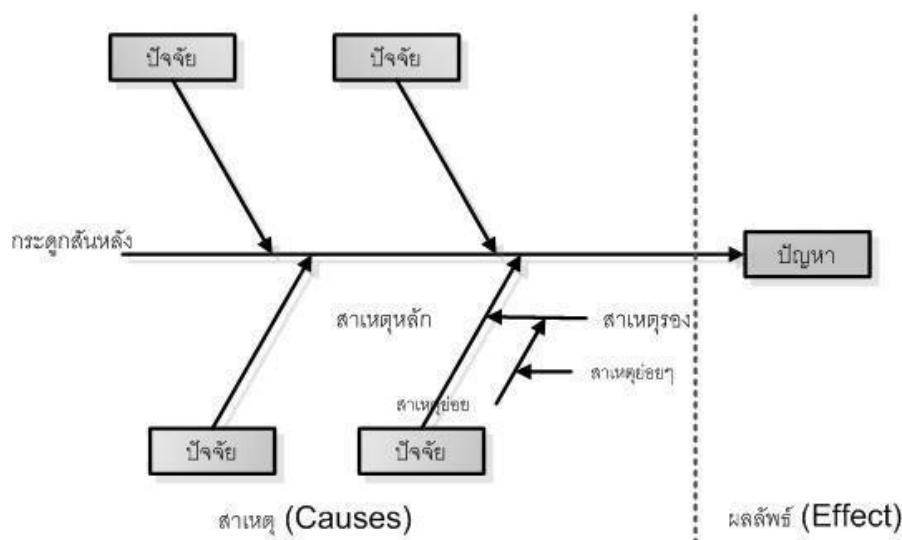 ปัจจัย ปัจจัย
กระดูกสันหลัง
ปัญหา
สาเหตุหลัก สาเหตุรอง
สาเหตุย่อยๆ
สาเหตุย่อย
ปัจจัย ปัจจัย
สาเหตุ (Causes) ผลลัพธ์ (Effect)